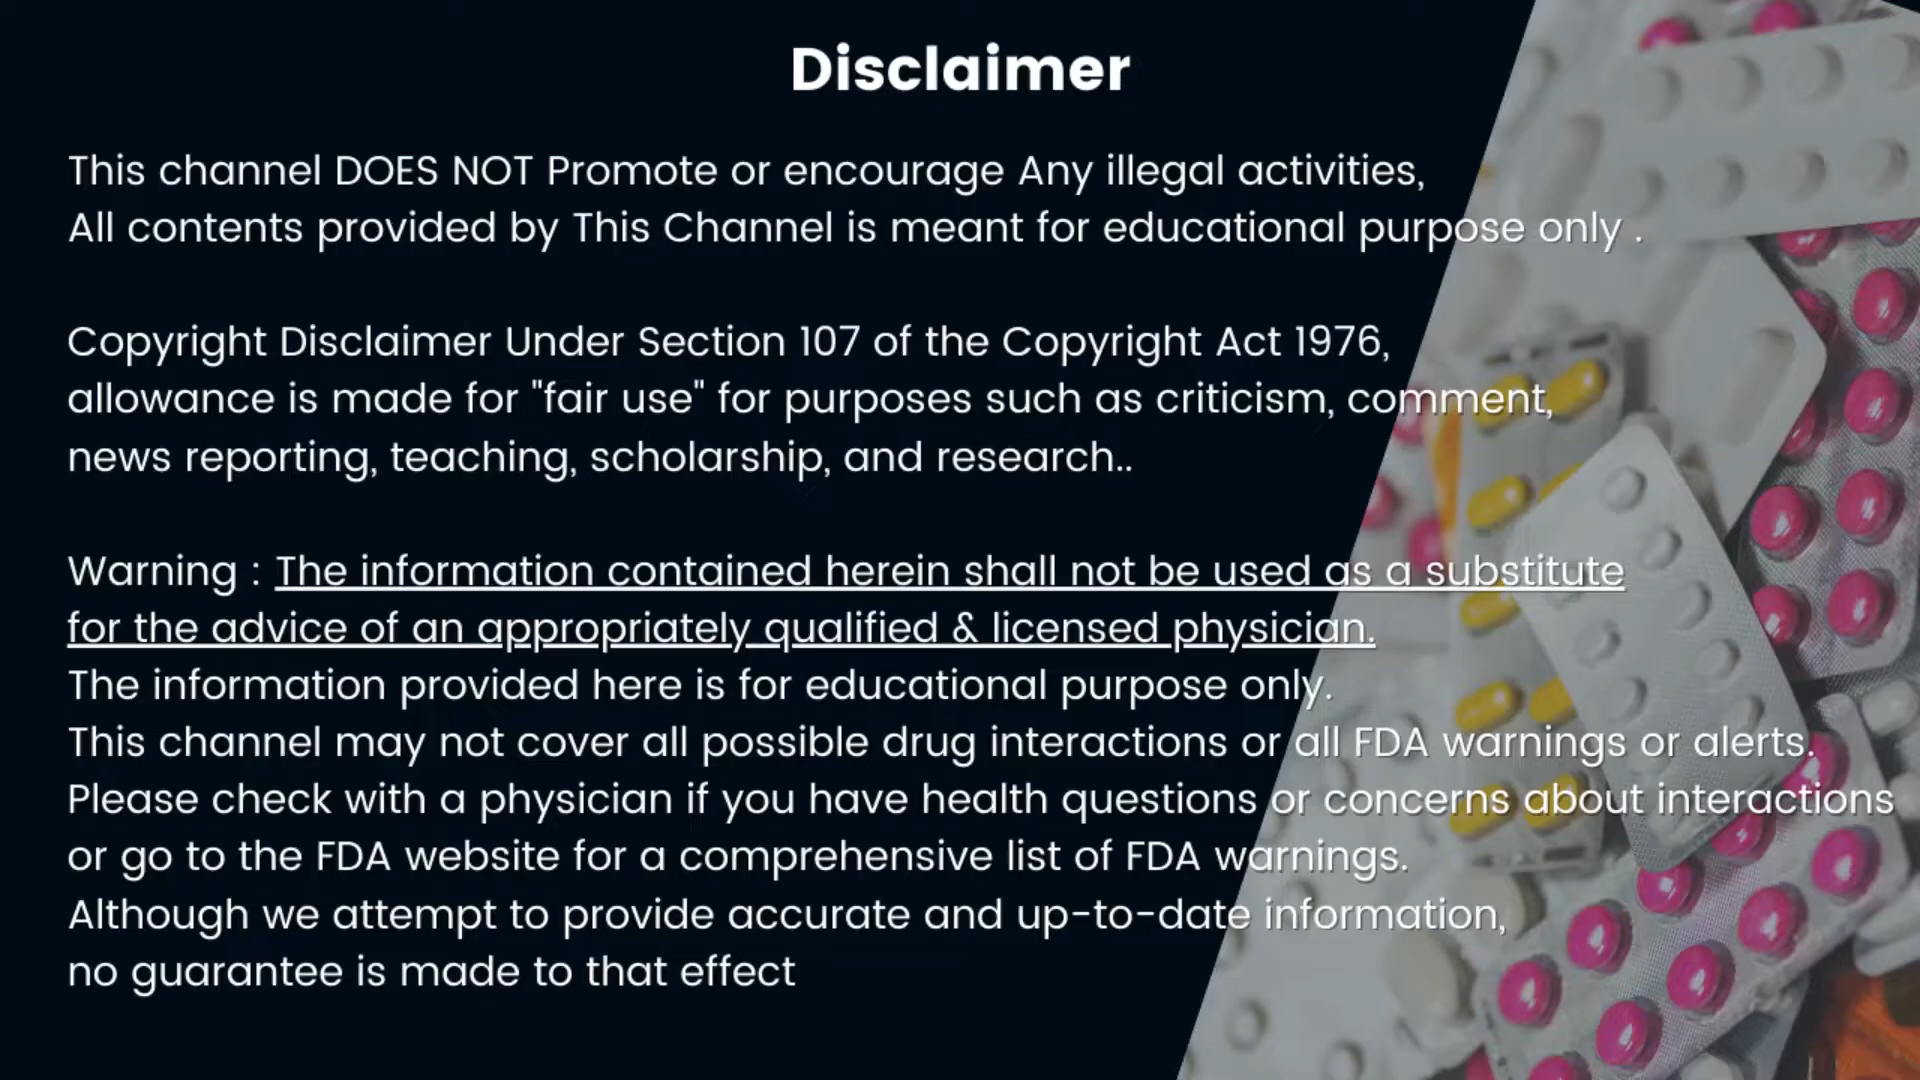 Disclaimer
This channel DOES NOT Promote or encourage Any illegal activities,
All contents provided by This Channel is meant for educational purpose only .
Copyright Disclaimer Under Section 107 of the Copyright Act 1976,
allowance is made for "fair use" for purposes such as criticism, comment,
news reporting, teaching, scholarship, and research..
Warning : The information contained herein shall not be used as a substitute
for the advice of an appropriately qualified & licensed physician.
The information provided here is for educational purpose only.
This channel may not cover all possible drug interactions or all FDA warnings or alerts.
Please check with a physician if you have health questions or concerns about interactions
or go to the FDA website for a comprehensive list of FDA warnings.
Although we attempt to provide accurate and up-to-date information,
no guarantee is made to that effect